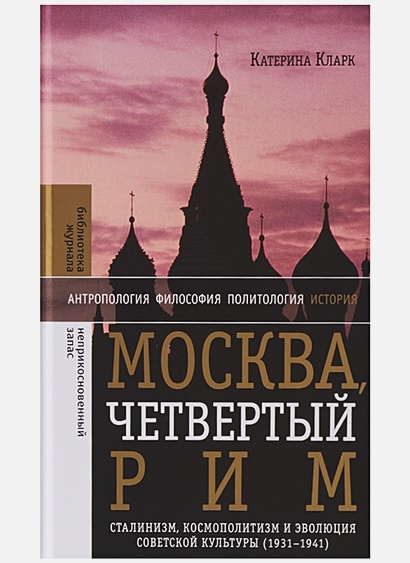 Катерина Кларк
библиотека
журнала
АНТРОПОЛОГИЯ ФИЛОСОФИЯ ПОЛИТОЛОГИЯ ИСТОРИЯ
неприкосновенный
запас
МОСКВА,
ЧЕТВЕРТЫЙ
РИМ
СТАЛИНИЗМ, КОСМОПОЛИТИЗМ И ЭВОЛЮЦИЯ
СОВЕТСКОЙ КУЛЬТУРЫ (1931–1941)